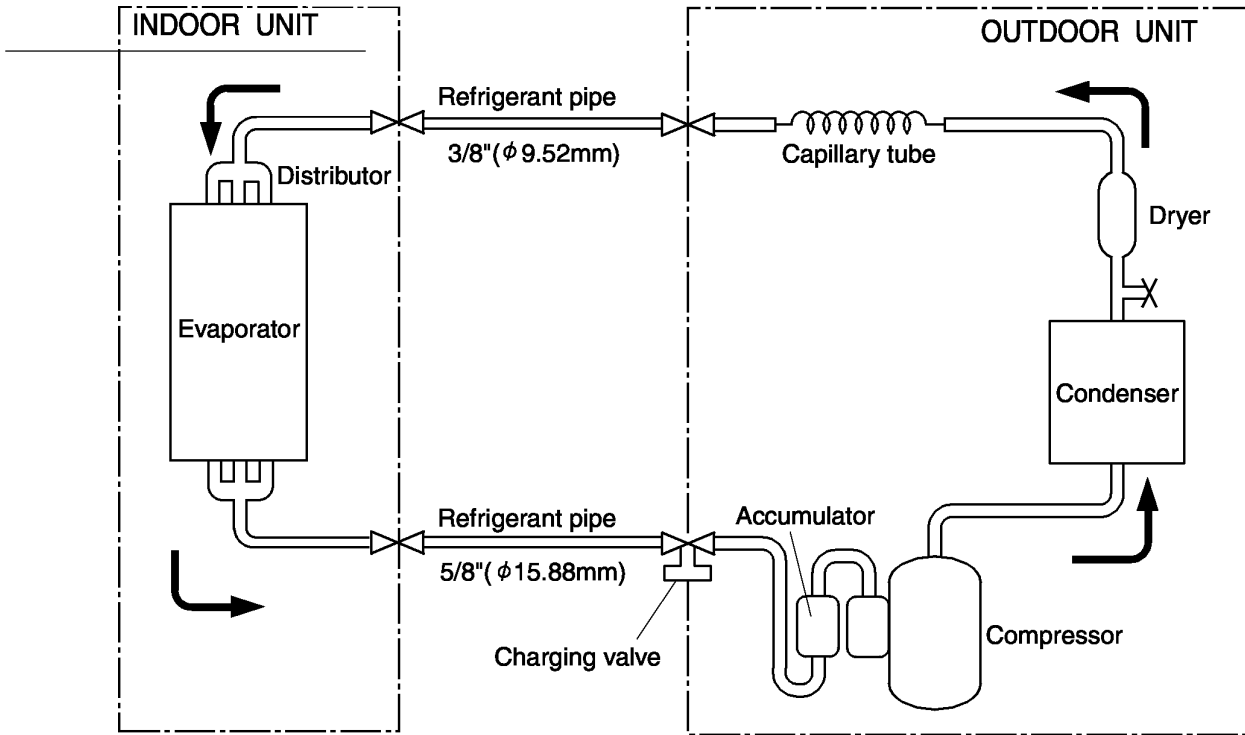 INDOOR UNIT
OUTDOOR UNIT
Refrigerant pipe
3/8"(ϕ9.52mm)
Capillary tube
Distributor
Dryer
Evaporator
Condenser
Refrigerant pipe
5/8"(ϕ15.88mm)
Accumulator
Charging valve
Compressor